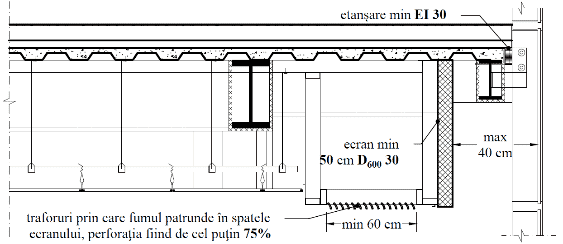 etanşare min EI 30
ecran min
50 cm D600 30
max
40 cm
traforuri prin care fumul patrunde în spatele
ecranului, perforația fiind de cel puțin 75%
min 60 cm